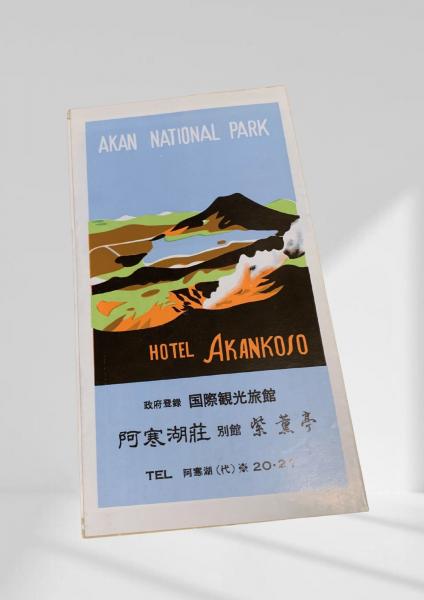 AKAN NATIONAL PARK
HOTEL AKANKOSO
政府登録 国際観光旅館
阿寒湖荘 別館 紫薫亭
TEL 阿寒湖(代)☼20・2